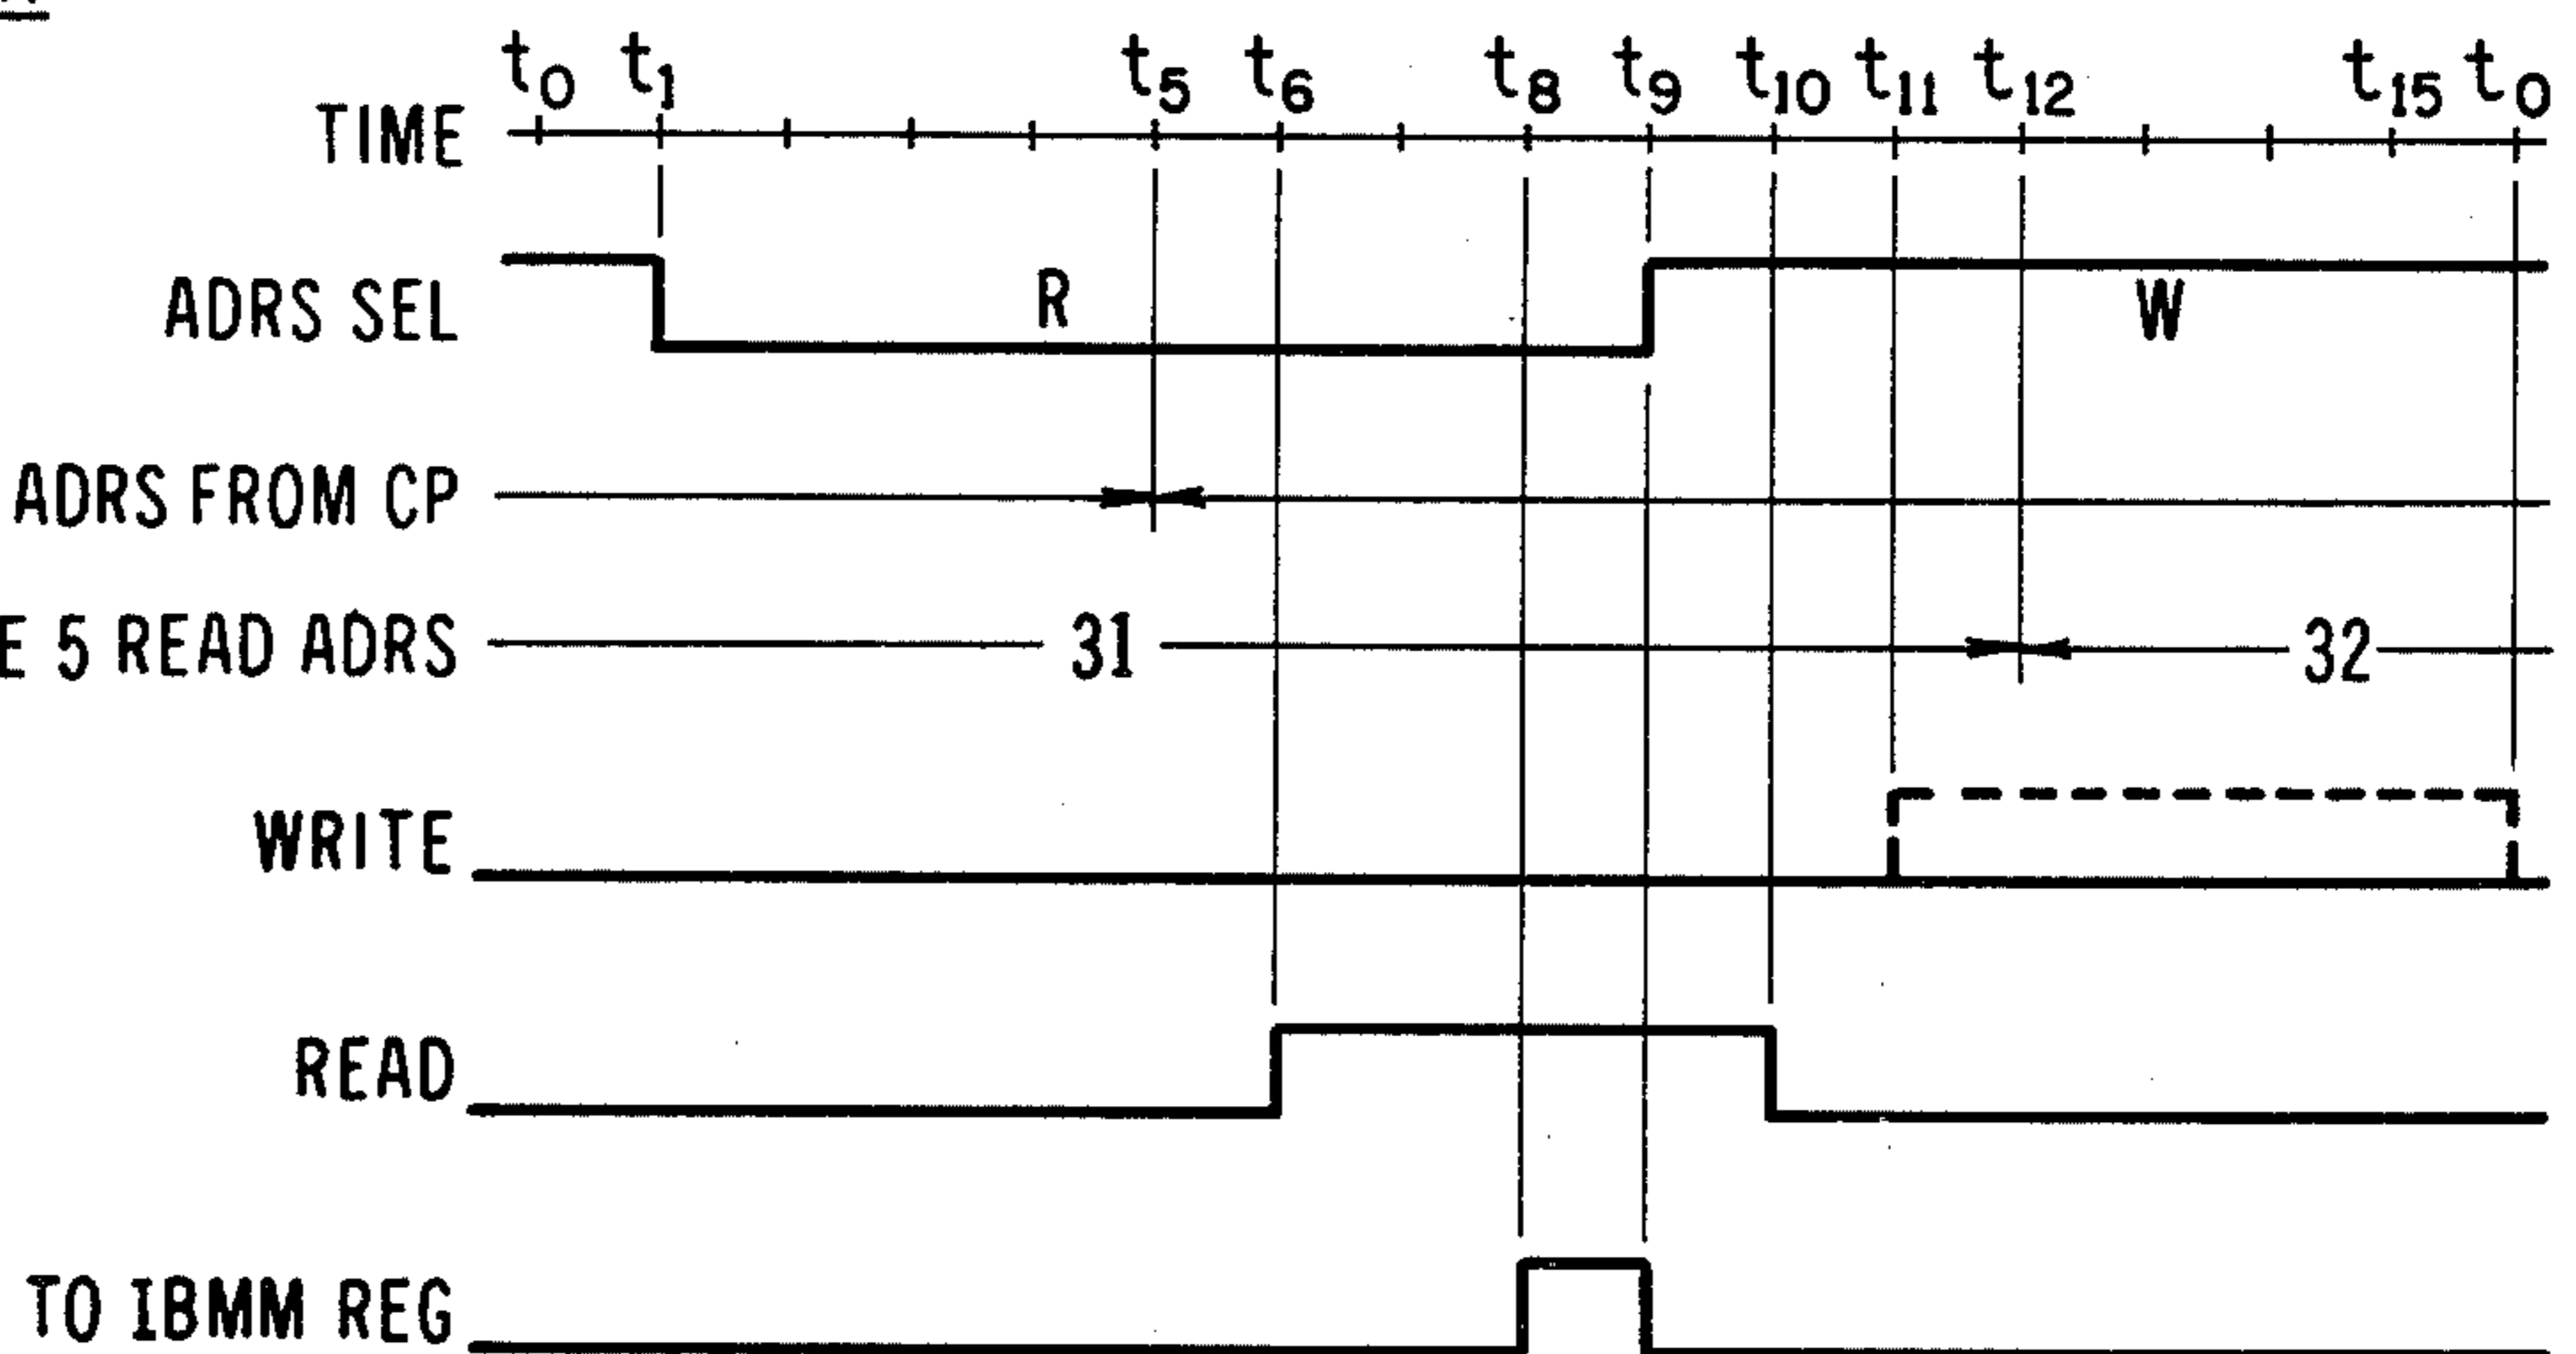 t0 t1 t5 t6 t8 t9 t10 t11 t12 t15 t0
TIME
ADRS SEL R W
ADRS FROM CP
E 5 READ ADRS 31 32
WRITE
READ
TO IBMM REG